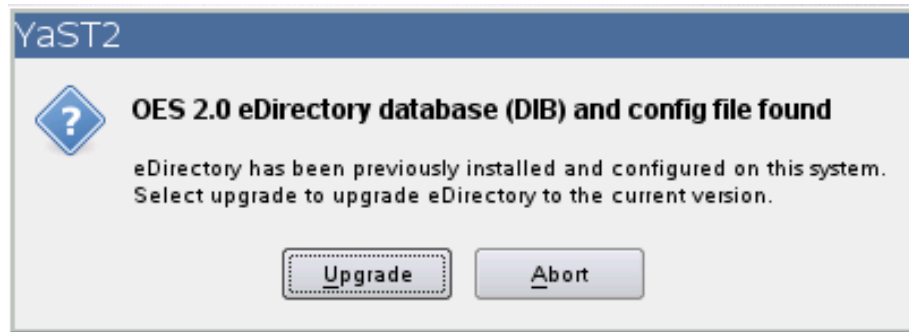 YaST2
OES 2.0 eDirectory database (DIB) and config file found
eDirectory has been previously installed and configured on this system.
Select upgrade to upgrade eDirectory to the current version.
Upgrade Abort